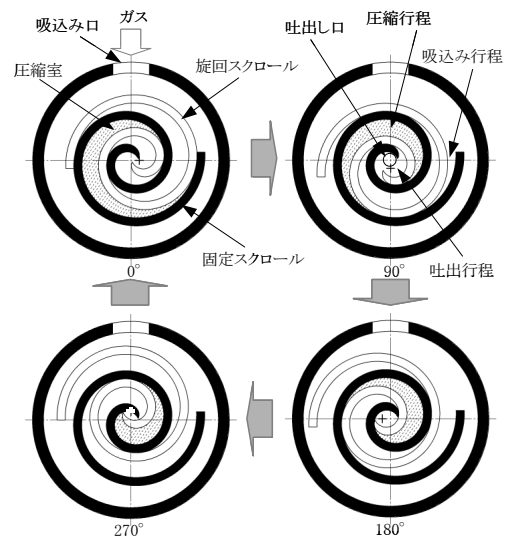 吸込み口
ガス
圧縮室
旋回スクロール
固定スクロール
0°
吐出し口
圧縮行程
吸込み行程
吐出行程
90°
270°
180°